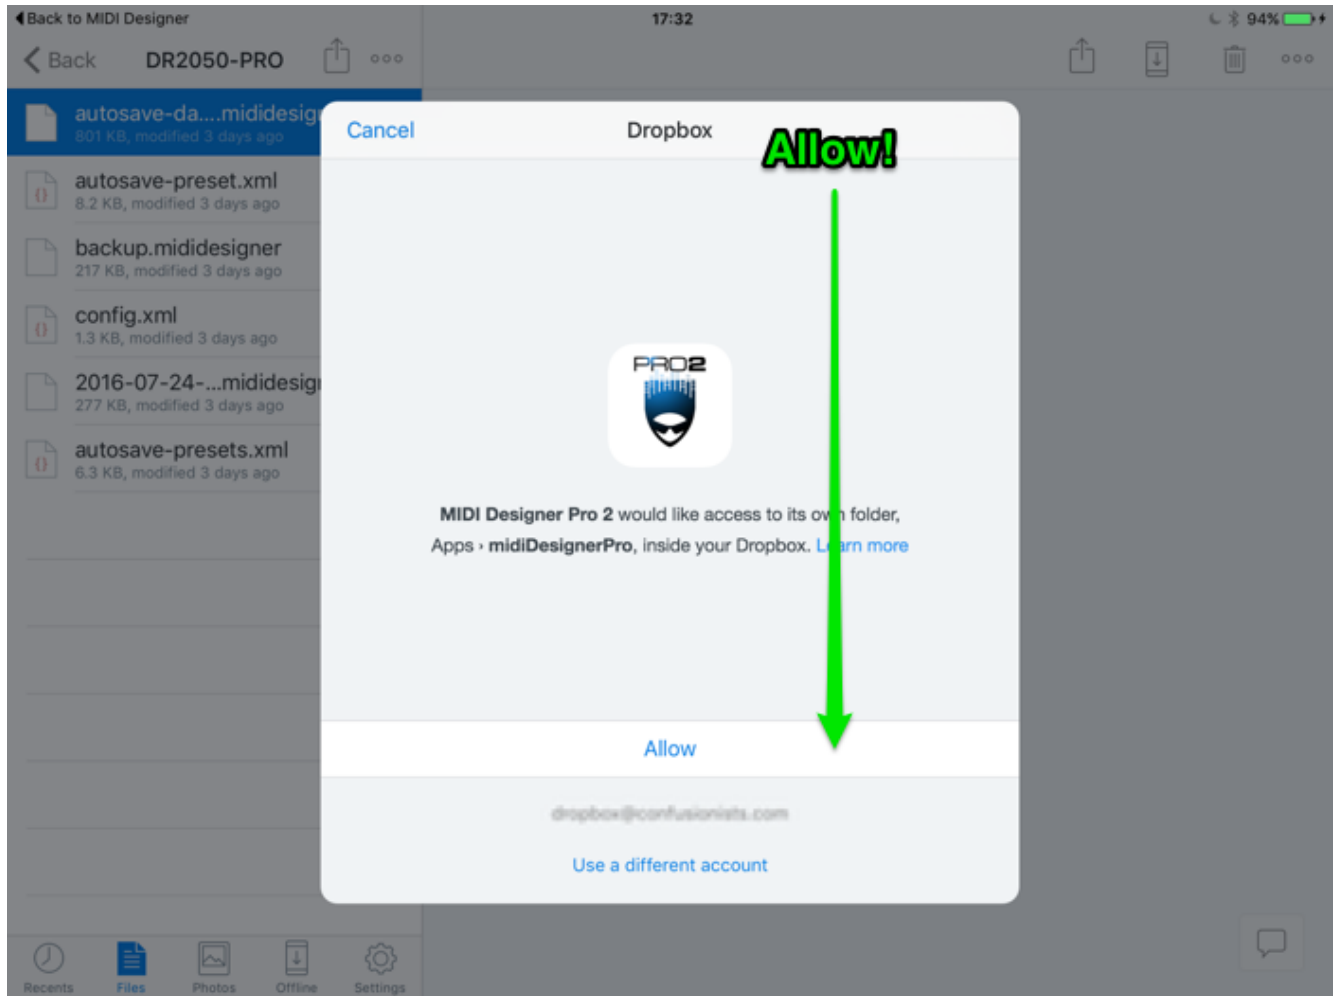 Back to MIDI Designer
17:32
94%
Back
DR2050-PRO
autosave-da....mididesign
801 KB, modified 3 days ago
autosave-preset.xml
8.2 KB, modified 3 days ago
backup.mididesigner
217 KB, modified 3 days ago
config.xml
1.3 KB, modified 3 days ago
2016-07-24-...mididesign
277 KB, modified 3 days ago
autosave-presets.xml
6.3 KB, modified 3 days ago
Cancel
Dropbox
Allow!
PRO2
MIDI Designer Pro 2 would like access to its own folder,
Apps › midiDesignerPro, inside your Dropbox. Learn more
Allow
dropbox@confusionists.com
Use a different account
Recents
Files
Photos
Offline
Settings